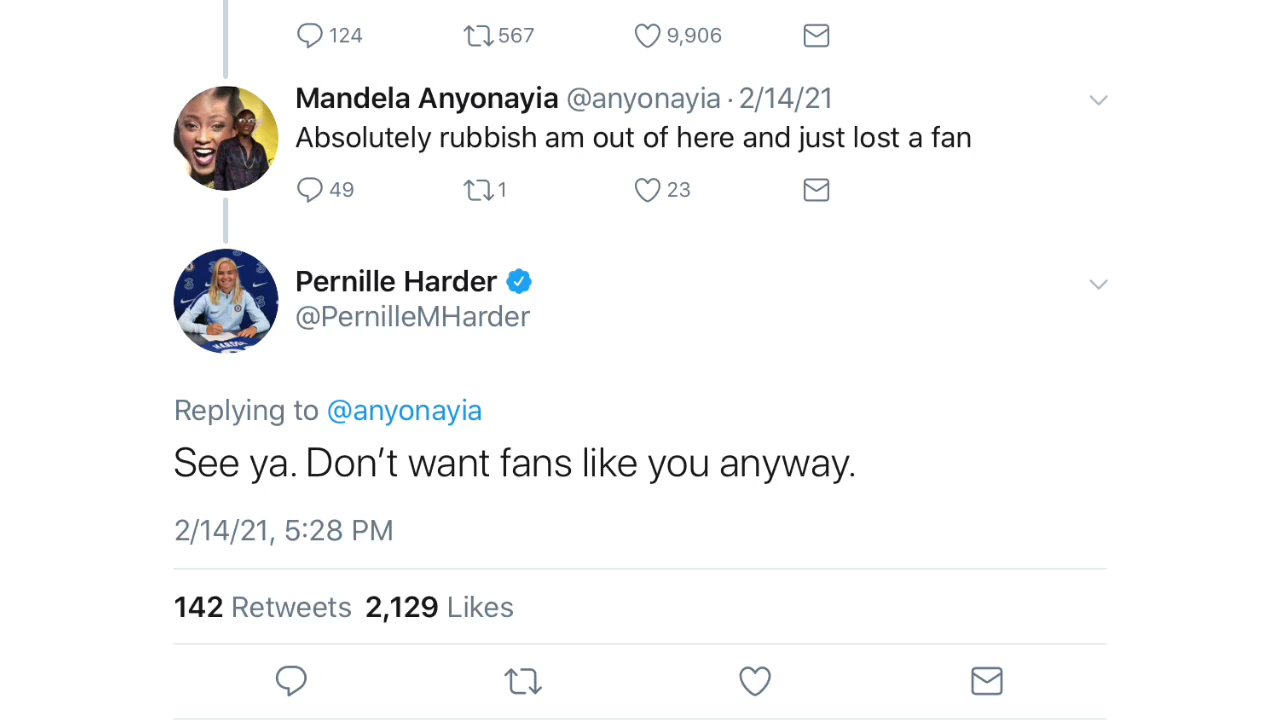 124 567 9,906
Mandela Anyonayia @anyonayia · 2/14/21
Absolutely rubbish am out of here and just lost a fan
49 1 23
Pernille Harder
@PernilleMHarder
Replying to @anyonayia
See ya. Don’t want fans like you anyway.
2/14/21, 5:28 PM
142 Retweets 2,129 Likes